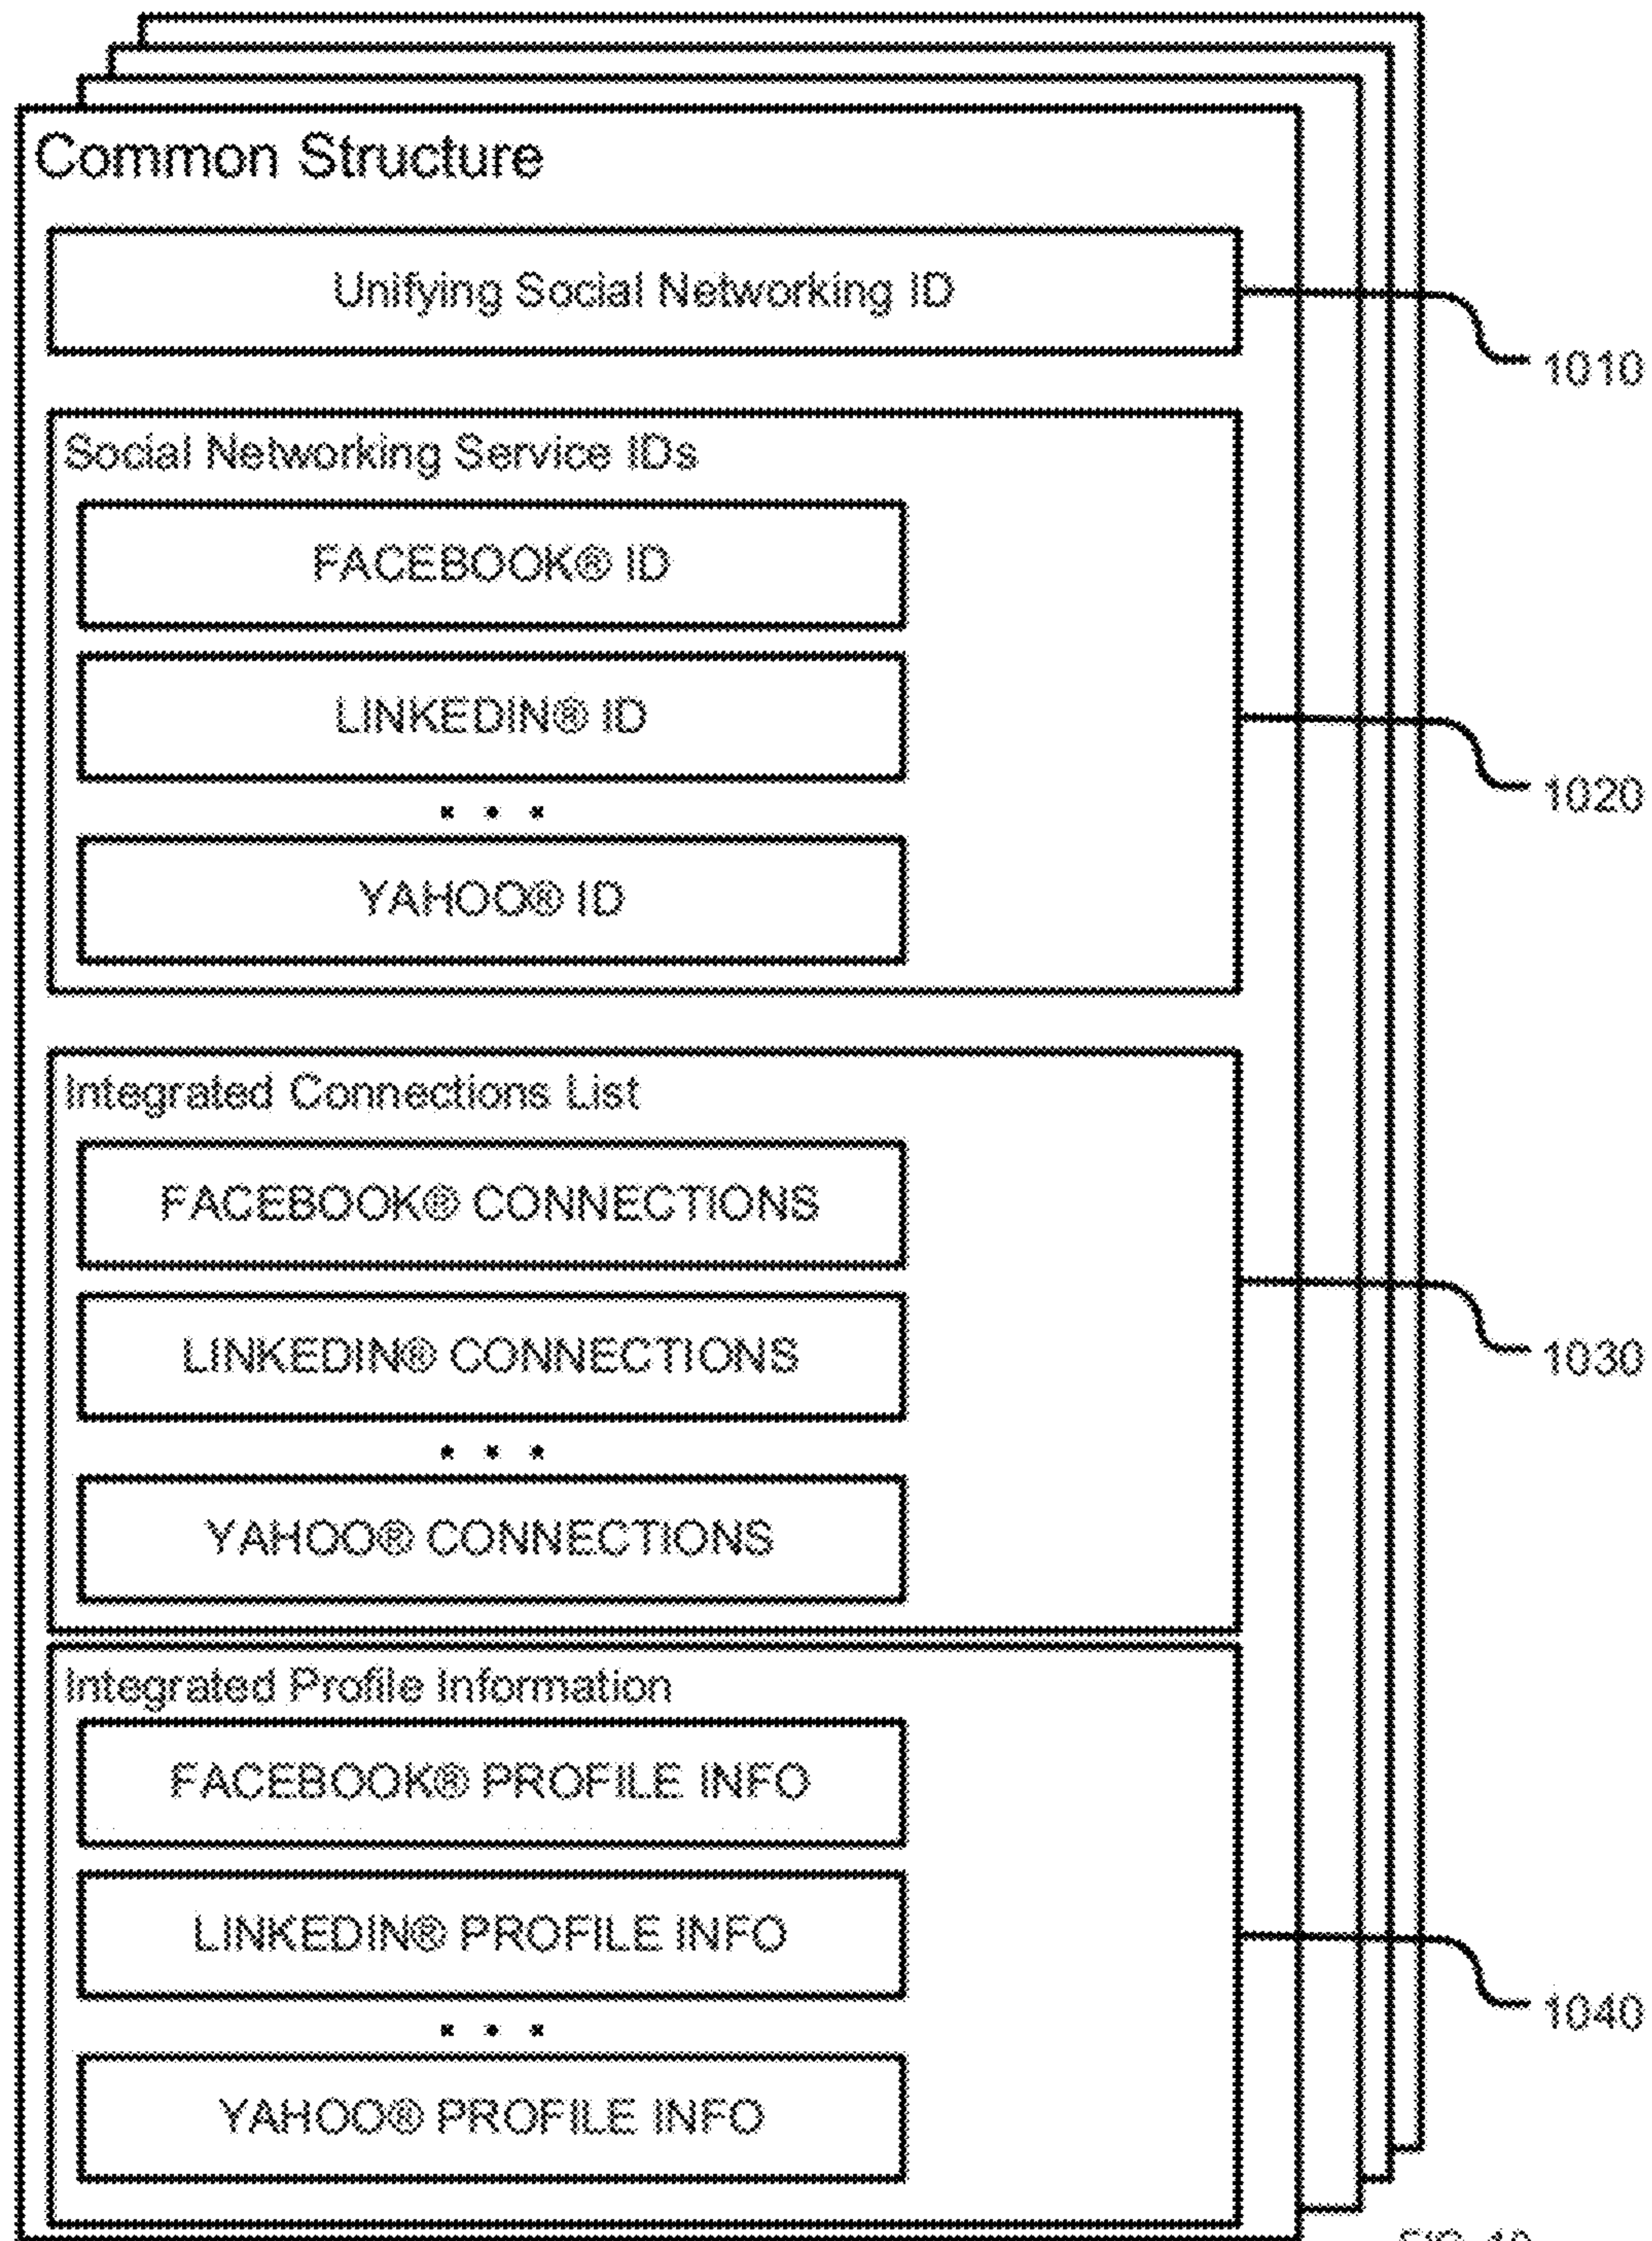 Common Structure
Unifying Social Networking ID
1010
Social Networking Service IDs
FACEBOOK® ID
LINKEDIN® ID
. . .
YAHOO® ID
1020
Integrated Connections List
FACEBOOK® CONNECTIONS
LINKEDIN® CONNECTIONS
. . .
YAHOO® CONNECTIONS
1030
Integrated Profile Information
FACEBOOK® PROFILE INFO
LINKEDIN® PROFILE INFO
. . .
YAHOO® PROFILE INFO
1040